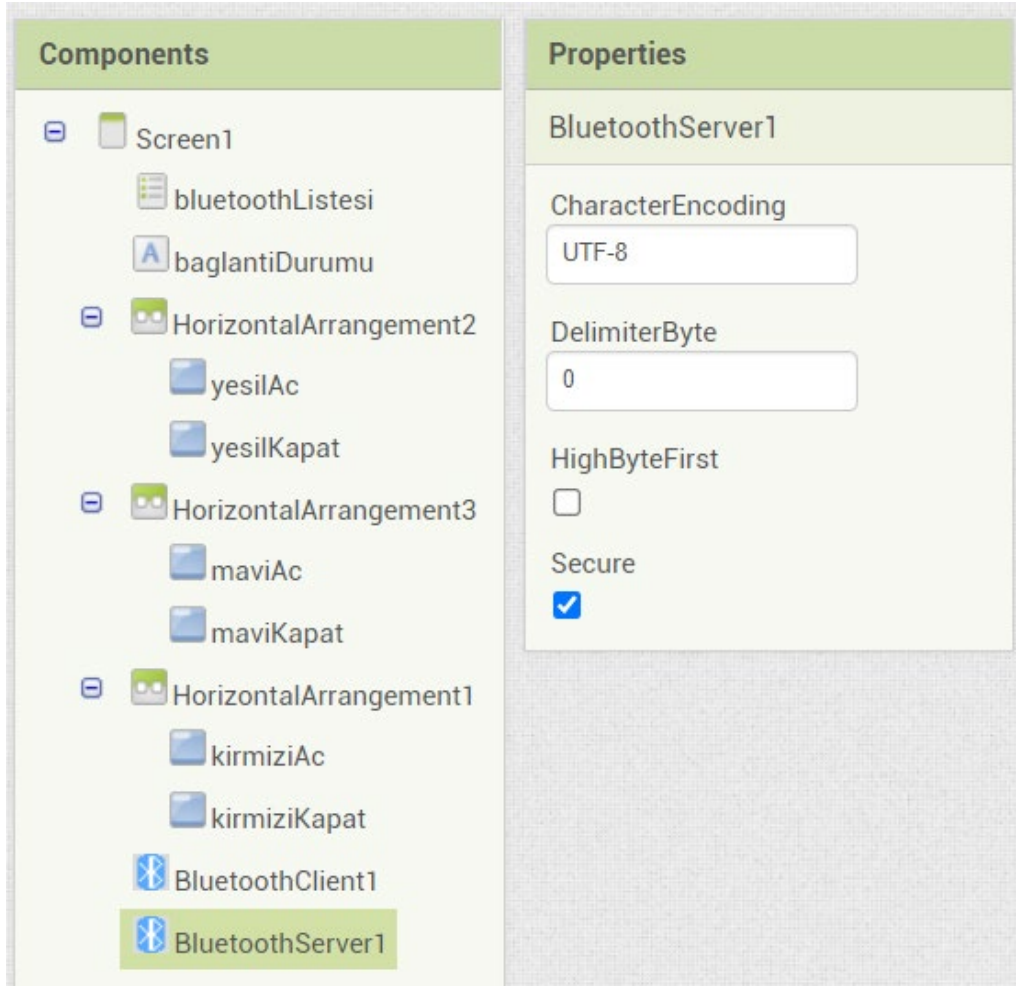 Components
Screen1
bluetoothListesi
A
baglantiDurumu
HorizontalArrangement2
yesilAc
yesilKapat
HorizontalArrangement3
maviAc
maviKapat
HorizontalArrangement1
kirmiziAc
kirmiziKapat
BluetoothClient1
BluetoothServer1
Properties
BluetoothServer1
CharacterEncoding
UTF-8
DelimiterByte
0
HighByteFirst
Secure